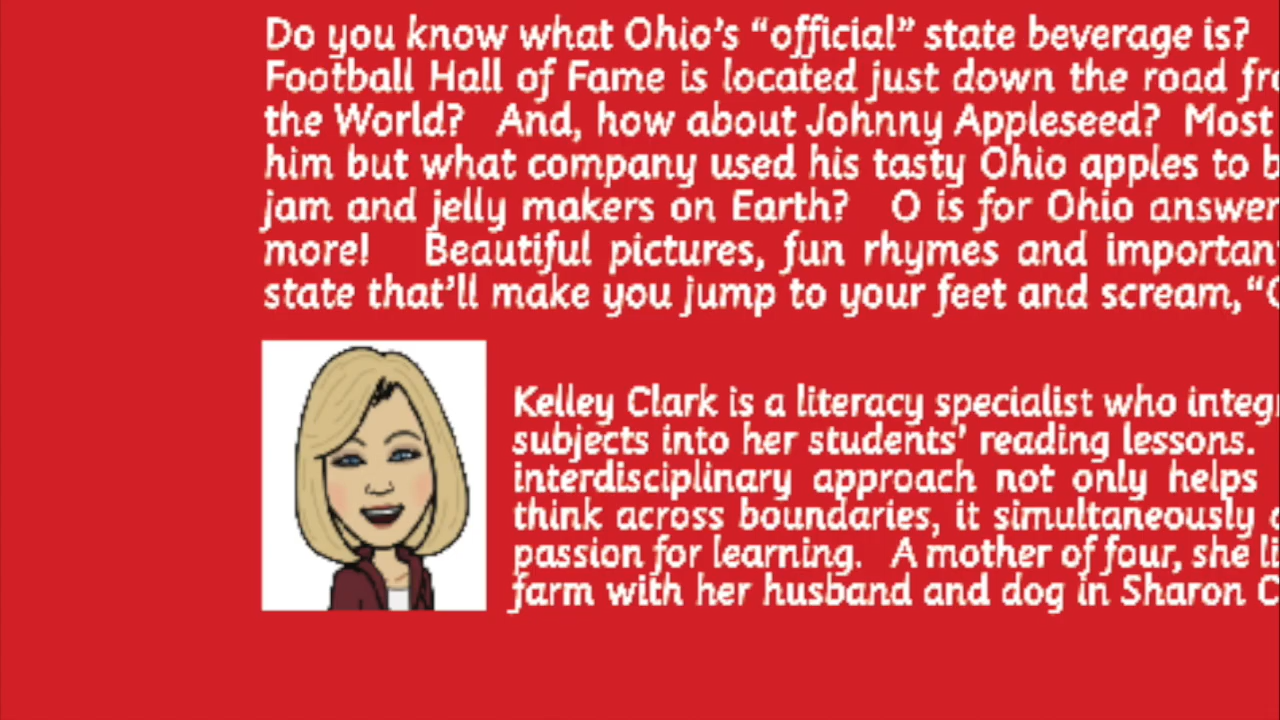 Do you know what Ohio's “official” state beverage is?
Football Hall of Fame is located just down the road
the World? And, how about Johnny Appleseed? Most
him but what company used his tasty Ohio apples to
jam and jelly makers on Earth? O is for Ohio
more! Beautiful pictures, fun rhymes and
state that'll make you jump to your feet and scream,“
Kelley Clark is a literacy specialist who
subjects into her students' reading lessons.
interdisciplinary approach not only helps
think across boundaries, it simultaneously
passion for learning. A mother of four, she
farm with her husband and dog in Sharon